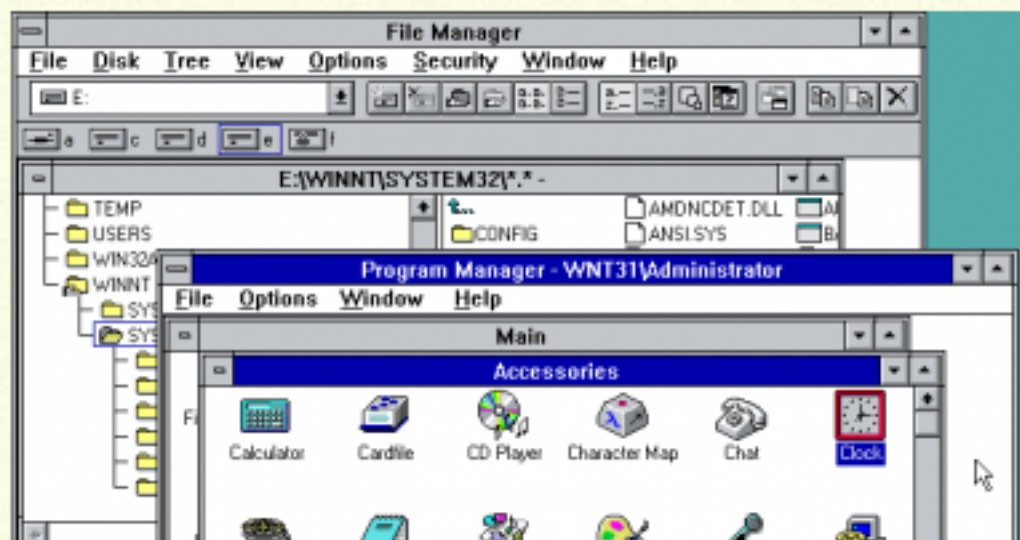 File Manager
File Disk Tree View Options Security Window Help
E:
a c d e f
E:\WINNT\SYSTEM32\*.* -
TEMP
USERS
WINNT
CONFIG
AMDNCDET.DLL
ANSI.SYS
Program Manager - WNT31\Administrator
File Options Window Help
Main
Accessories
Calculator Cardfile CD Player Character Map Chat Clock